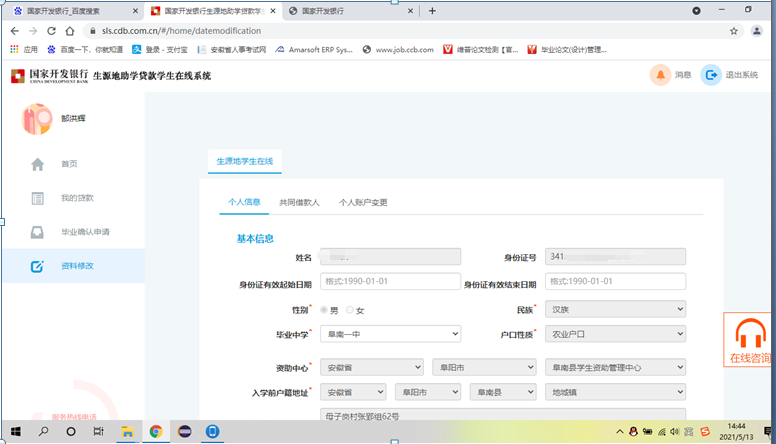 国家开发银行_百度搜索 国家开发银行生源地助学贷款学生 国家开发银行
sls.cdb.com.cn/#/home/datemodification
应用 百度一下，你就知道 登录 - 支付宝 安徽省人事考试网 Amarsoft ERP Sys... www.job.ccb.com 维普论文检测【官... 毕业论文(设计)管理...
国家开发银行 生源地助学贷款学生在线系统 消息 退出系统
CHINA DEVELOPMENT BANK
郜洪辉
首页
我的贷款
毕业确认申请
资料修改
服务热线电话
生源地学生在线
个人信息 共同借款人 个人账户变更
基本信息
姓名 身份证号 341
身份证有效起始日期 格式:1990-01-01 身份证有效结束日期 格式:1990-01-01
性别* 男 女 民族* 汉族
毕业中学* 阜南一中 户口性质* 农业户口
资助中心* 安徽省 阜阳市 阜南县学生资助管理中心
入学前户籍地址* 安徽省 阜阳市 阜南县 地城镇
母子岗村张郢组62号
在线咨询
英
14:44
2021/5/13